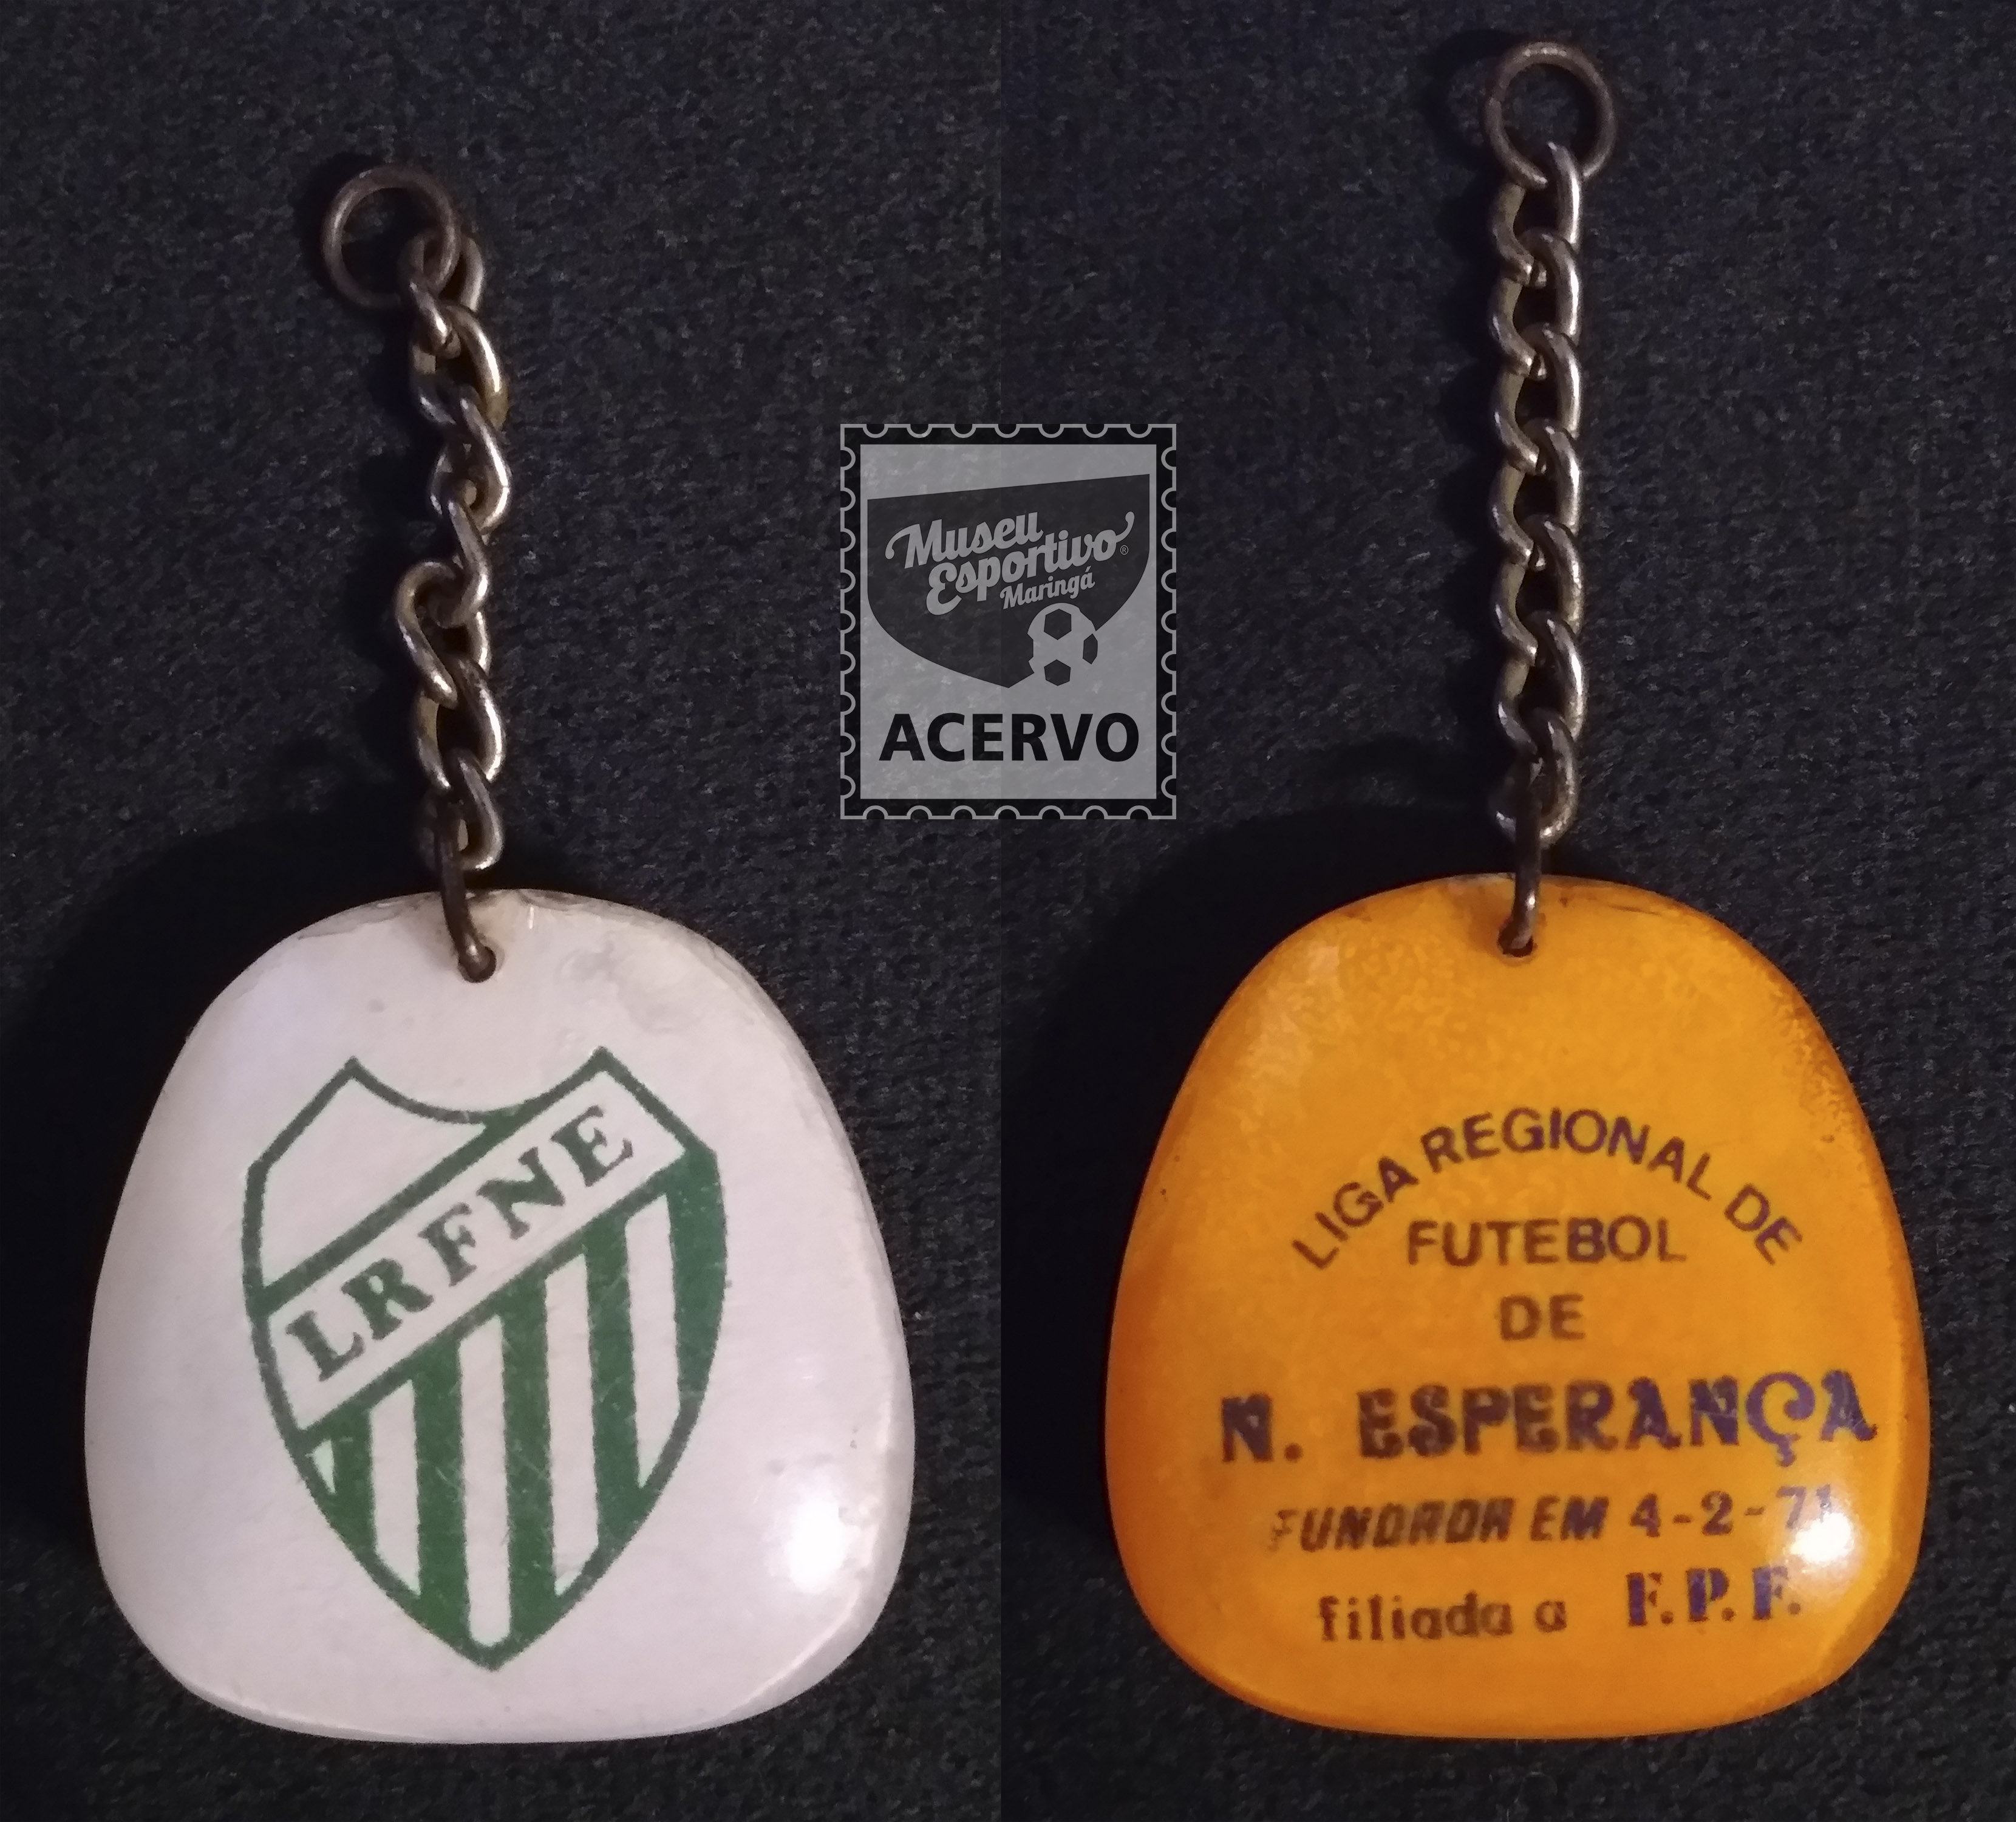 Museu
Esportivo®
Maringá
ACERVO
LRFNE
LIGA REGIONAL DE
FUTEBOL
DE
N. ESPERANÇA
FUNDADA EM 4-2-71
filiada a F.P.F.